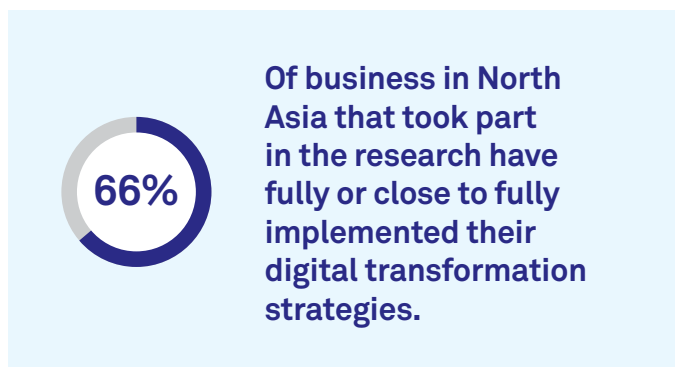 66%
Of business in North
Asia that took part
in the research have
fully or close to fully
implemented their
digital transformation
strategies.